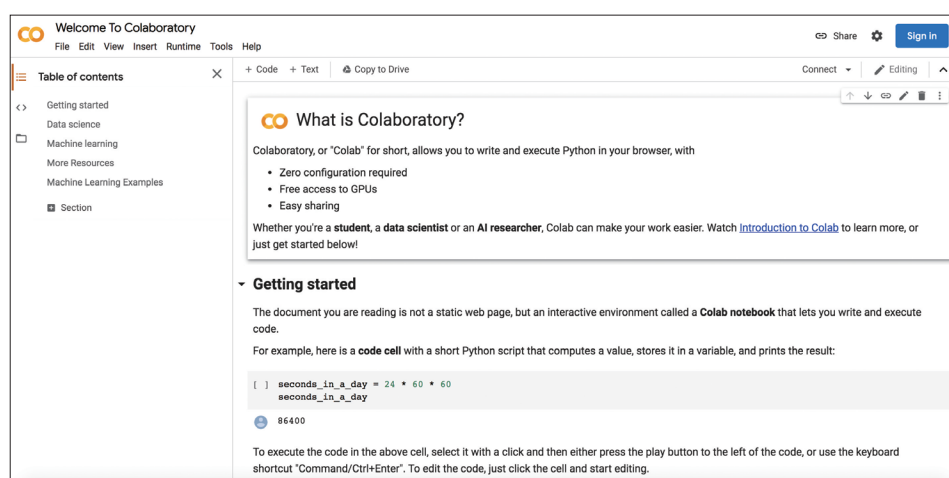 Welcome To Colaboratory
File Edit View Insert Runtime Tools Help
Share
Sign in
Table of contents
Getting started
Data science
Machine learning
More Resources
Machine Learning Examples
Section
+ Code + Text Copy to Drive
Connect Editing
What is Colaboratory?
Colaboratory, or "Colab" for short, allows you to write and execute Python in your browser, with
• Zero configuration required
• Free access to GPUs
• Easy sharing
Whether you're a student, a data scientist or an AI researcher, Colab can make your work easier. Watch Introduction to Colab to learn more, or
just get started below!
Getting started
The document you are reading is not a static web page, but an interactive environment called a Colab notebook that lets you write and execute
code.
For example, here is a code cell with a short Python script that computes a value, stores it in a variable, and prints the result:
[ ] seconds_in_a_day = 24 * 60 * 60
seconds_in_a_day
86400
To execute the code in the above cell, select it with a click and then either press the play button to the left of the code, or use the keyboard
shortcut "Command/Ctrl+Enter". To edit the code, just click the cell and start editing.